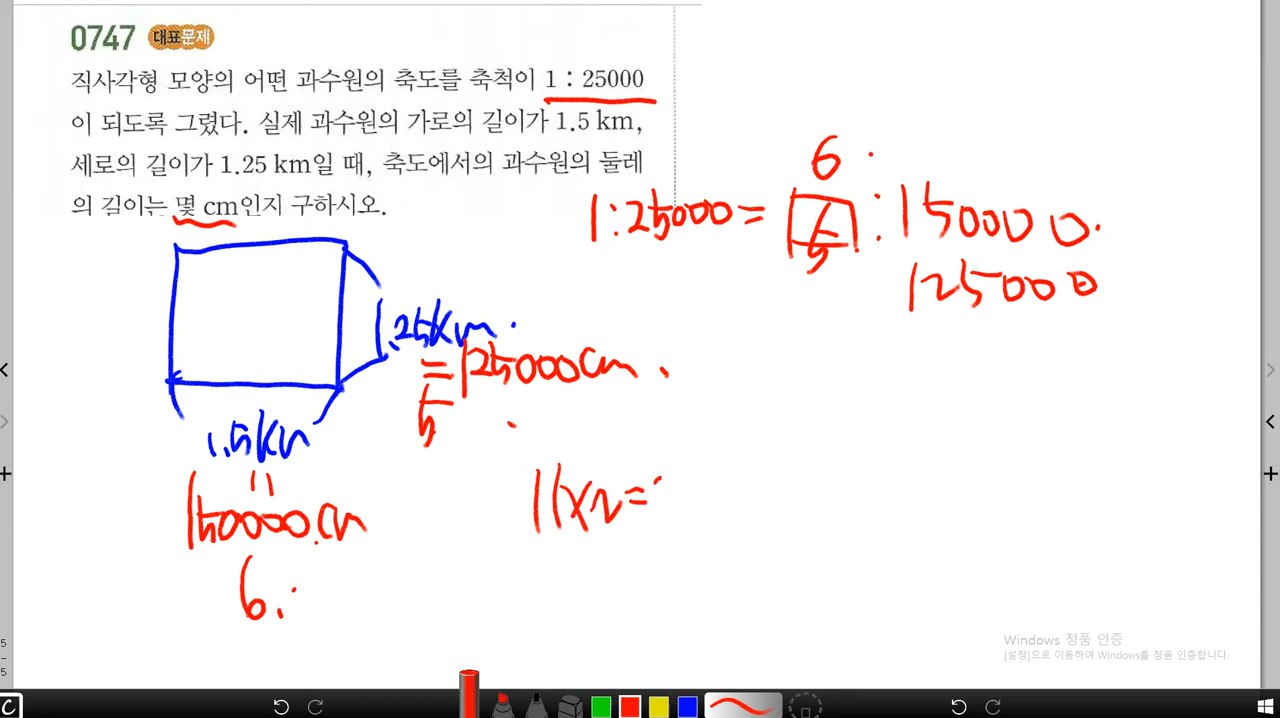 0747 대표문제
직사각형 모양의 어떤 과수원의 축도를 축척이 1 : 25000
이 되도록 그렸다. 실제 과수원의 가로의 길이가 1.5 km,
세로의 길이가 1.25 km일 때, 축도에서의 과수원의 둘레
의 길이는 몇 cm인지 구하시오.
6
1:25000= 5 :150000.
125000
1.25km.
=125000cm.
5
1.5km
150000cm
6.
11x2=
Windows 정품 인증
[설정]으로 이동하여 Windows를 정품 인증합니다.
5
-
5